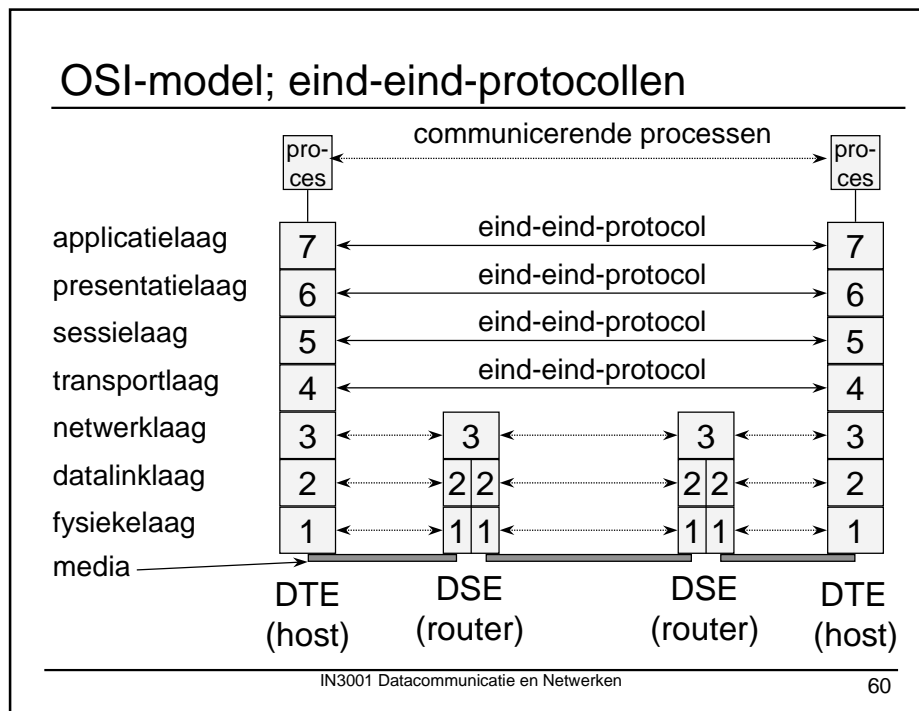 OSI-model; eind-eind-protocollen
communicerende processen
pro-
ces
pro-
ces
applicatielaag 7 eind-eind-protocol 7
presentatielaag 6 eind-eind-protocol 6
sessielaag 5 eind-eind-protocol 5
transportlaag 4 eind-eind-protocol 4
netwerklaag 3 3 3 3
datalinklaag 2 2 2 2 2 2
fysiekelaag 1 1 1 1 1 1
media
DTE DSE DSE DTE
(host) (router) (router) (host)
IN3001 Datacommunicatie en Netwerken 60